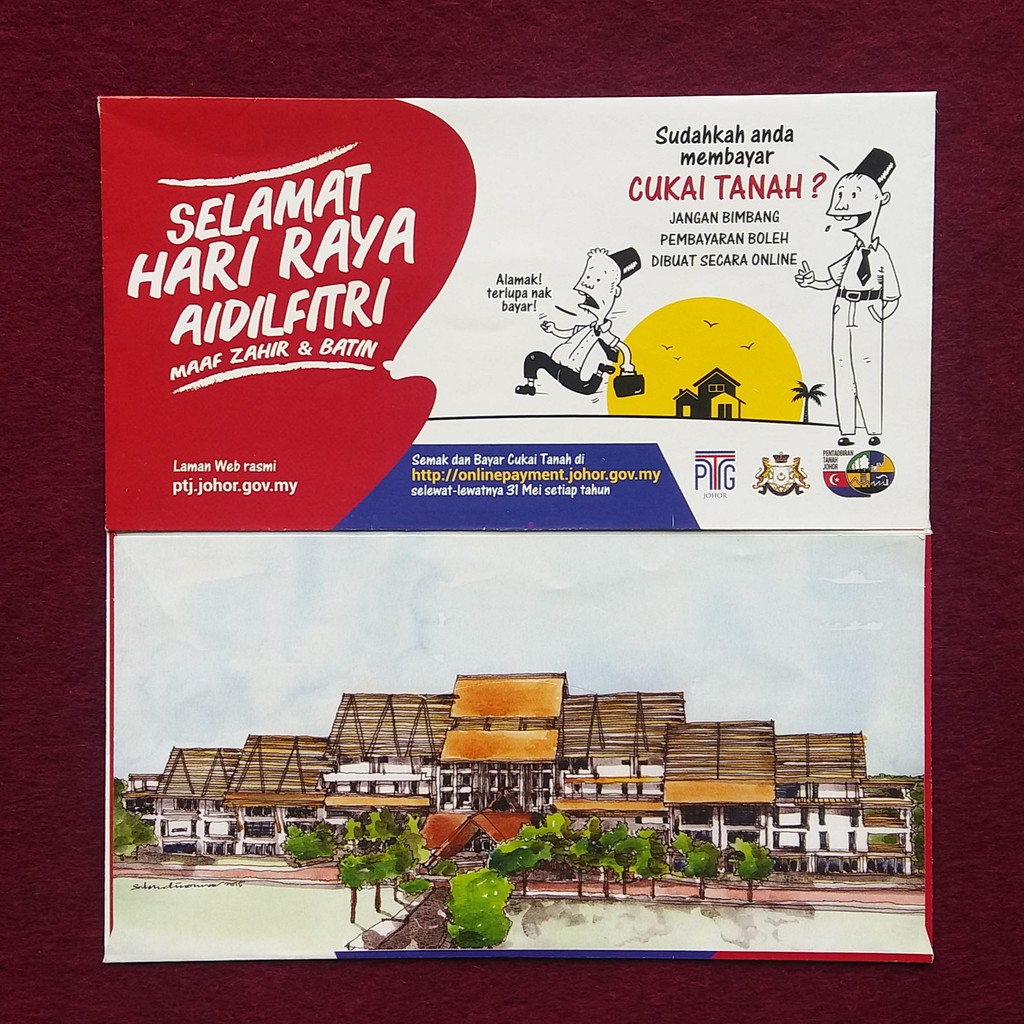 SELAMAT
HARI RAYA
AIDILFITRI
MAAF ZAHIR & BATIN
Laman Web rasmi
ptj.johor.gov.my
Sudahkah anda
membayar
CUKAI TANAH ?
JANGAN BIMBANG
PEMBAYARAN BOLEH
DIBUAT SECARA ONLINE
Alamak!
terlupa nak
bayar!
Semak dan Bayar Cukai Tanah di
http://onlinepayment.johor.gov.my
selewat-lewatnya 31 Mei setiap tahun
PTG
JOHOR
PENTADBIRAN
TANAH
JOHOR